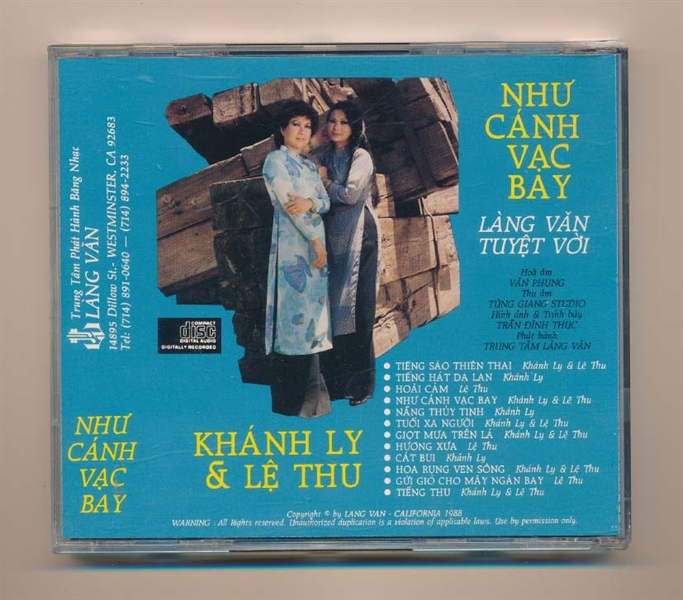 Trung Tâm Phát Hành Băng Nhạc
LÀNG VĂN
14895 Dillow St.- WESTMINSTER, CA 92683
Tel: (714) 891-0640 — (714) 894-2233
NHƯ
CÁNH
VẠC
BAY
LÀNG VĂN
TUYỆT VỜI
Hoà âm
VĂN PHỤNG
Thu âm
TÙNG GIANG STUDIO
Hình ảnh & Trình bày
TRẦN ĐÌNH THỤC
Phát hành
TRUNG TÂM LÀNG VĂN
COMPACT
disc
DIGITAL AUDIO
DIGITALLY RECORDED
TIẾNG SÁO THIÊN THAI Khánh Ly & Lệ Thu
TIẾNG HÁT DẠ LAN Khánh Ly
HOÀI CẢM Lệ Thu
NHƯ CÁNH VẠC BAY Khánh Ly & Lệ Thu
NẮNG THỦY TINH Khánh Ly
TUỔI XA NGƯỜI Khánh Ly & Lệ Thu
GIỌT MƯA TRÊN LÁ Khánh Ly & Lệ Thu
HƯƠNG XƯA Lệ Thu
CÁT BỤI Khánh Ly
HOA RỤNG VEN SÔNG Khánh Ly & Lệ Thu
GỬI GIÓ CHO MÂY NGÀN BAY Lệ Thu
TIẾNG THU Khánh Ly & Lệ Thu
KHÁNH LY
& LỆ THU
NHƯ
CÁNH
VẠC
BAY
Copyright © by LANG VAN - CALIFORNIA 1988
WARNING : All Rights reserved. Unauthorized duplication is a violation of applicable laws. Use by permission only.